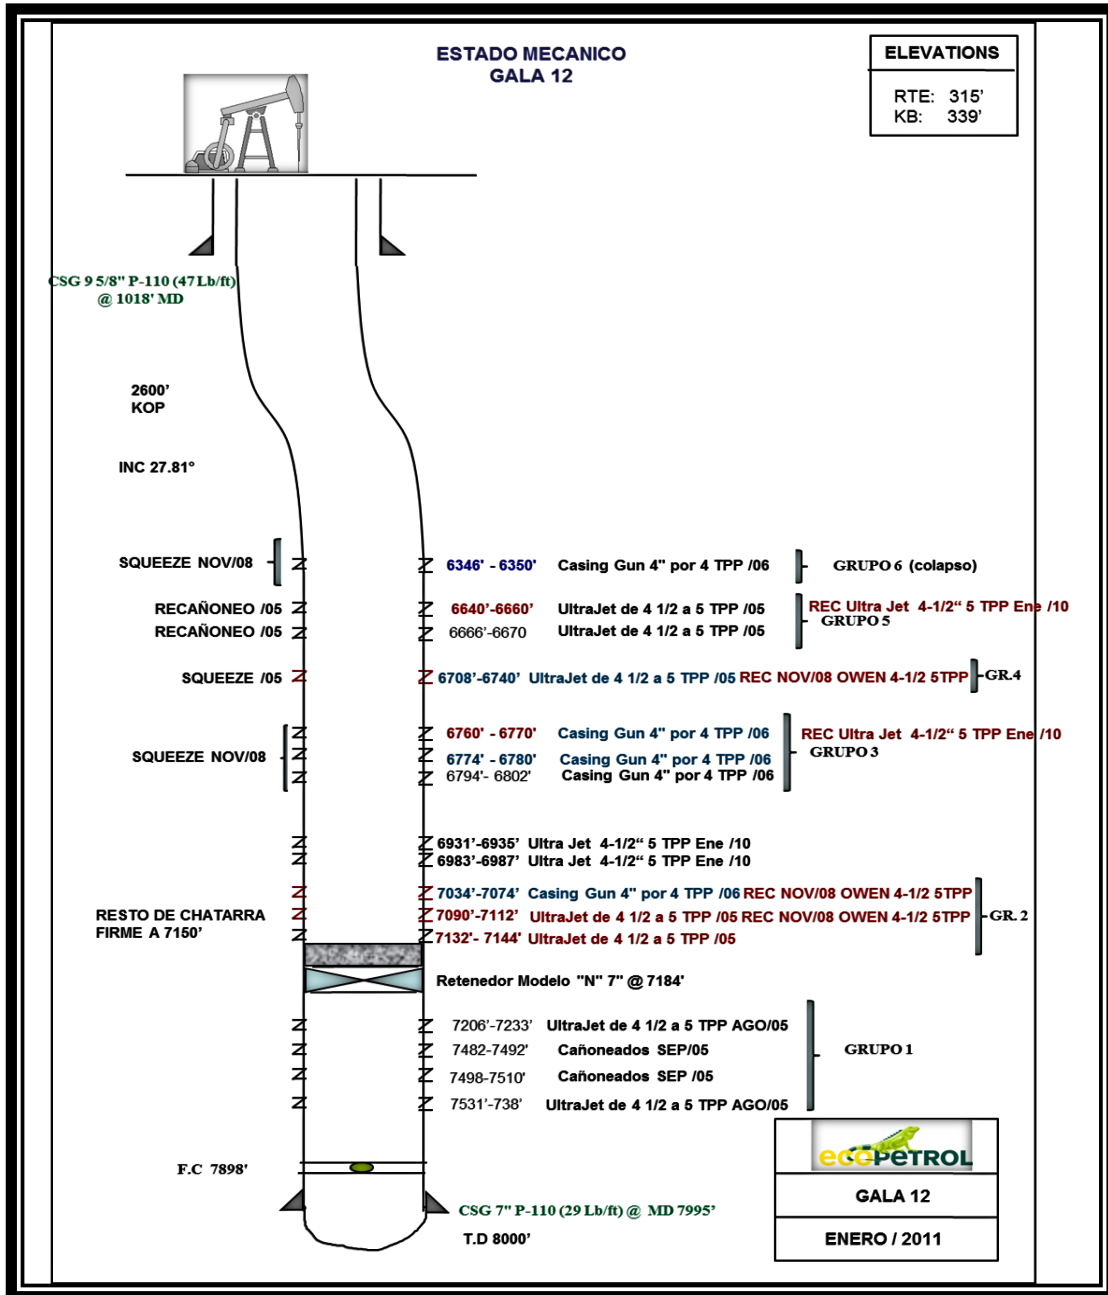 ESTADO MECANICO
GALA 12
ELEVATIONS
RTE: 315'
KB: 339'
CSG 9 5/8" P-110 (47 Lb/ft)
@ 1018' MD
2600'
KOP
INC 27.81°
SQUEEZE NOV/08
6346' - 6350' Casing Gun 4" por 4 TPP /06
GRUPO 6 (colapso)
RECAÑONEO /05
6640'-6660' UltraJet de 4 1/2 a 5 TPP /05
REC Ultra Jet 4-1/2“ 5 TPP Ene /10
GRUPO 5
RECAÑONEO /05
6666'-6670 UltraJet de 4 1/2 a 5 TPP /05
SQUEEZE /05
6708'-6740' UltraJet de 4 1/2 a 5 TPP /05 REC NOV/08 OWEN 4-1/2 5TPP
GR.4
6760' - 6770' Casing Gun 4" por 4 TPP /06
REC Ultra Jet 4-1/2“ 5 TPP Ene /10
GRUPO 3
SQUEEZE NOV/08
6774' - 6780' Casing Gun 4" por 4 TPP /06
6794'- 6802' Casing Gun 4" por 4 TPP /06
6931'-6935' Ultra Jet 4-1/2“ 5 TPP Ene /10
6983'-6987' Ultra Jet 4-1/2“ 5 TPP Ene /10
7034'-7074' Casing Gun 4" por 4 TPP /06 REC NOV/08 OWEN 4-1/2 5TPP
RESTO DE CHATARRA
FIRME A 7150'
7090'-7112' UltraJet de 4 1/2 a 5 TPP /05 REC NOV/08 OWEN 4-1/2 5TPP
GR. 2
7132'- 7144' UltraJet de 4 1/2 a 5 TPP /05
Retenedor Modelo "N" 7" @ 7184'
7206'-7233' UltraJet de 4 1/2 a 5 TPP AGO/05
7482-7492' Cañoneados SEP/05
GRUPO 1
7498-7510' Cañoneados SEP /05
7531'-738' UltraJet de 4 1/2 a 5 TPP AGO/05
F.C 7898'
CSG 7" P-110 (29 Lb/ft) @ MD 7995'
T.D 8000'
ecopetrol
GALA 12
ENERO / 2011